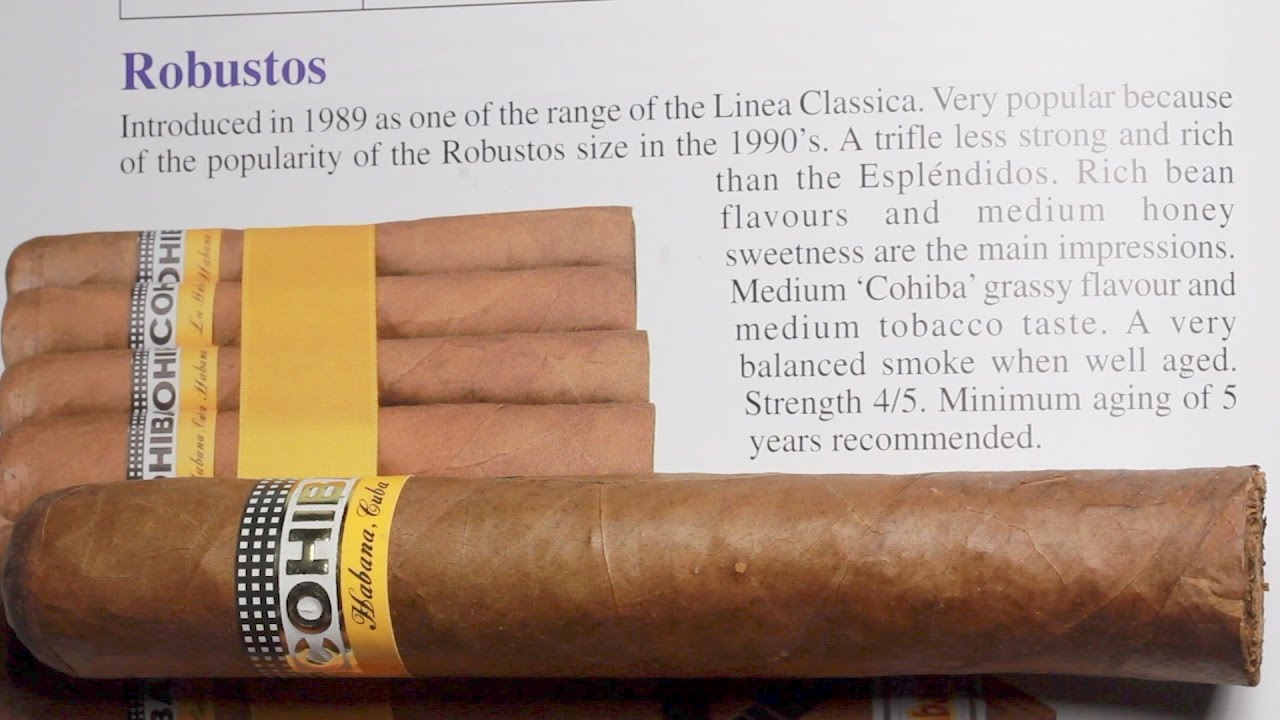 Robustos
Introduced in 1989 as one of the range of the Linea Classica. Very popular because
of the popularity of the Robustos size in the 1990's. A trifle less strong and rich
than the Espléndidos. Rich bean
flavours and medium honey
sweetness are the main impressions.
Medium ‘Cohiba’ grassy flavour and
medium tobacco taste. A very
balanced smoke when well aged.
Strength 4/5. Minimum aging of 5
years recommended.
COHIB
Habana, Cuba